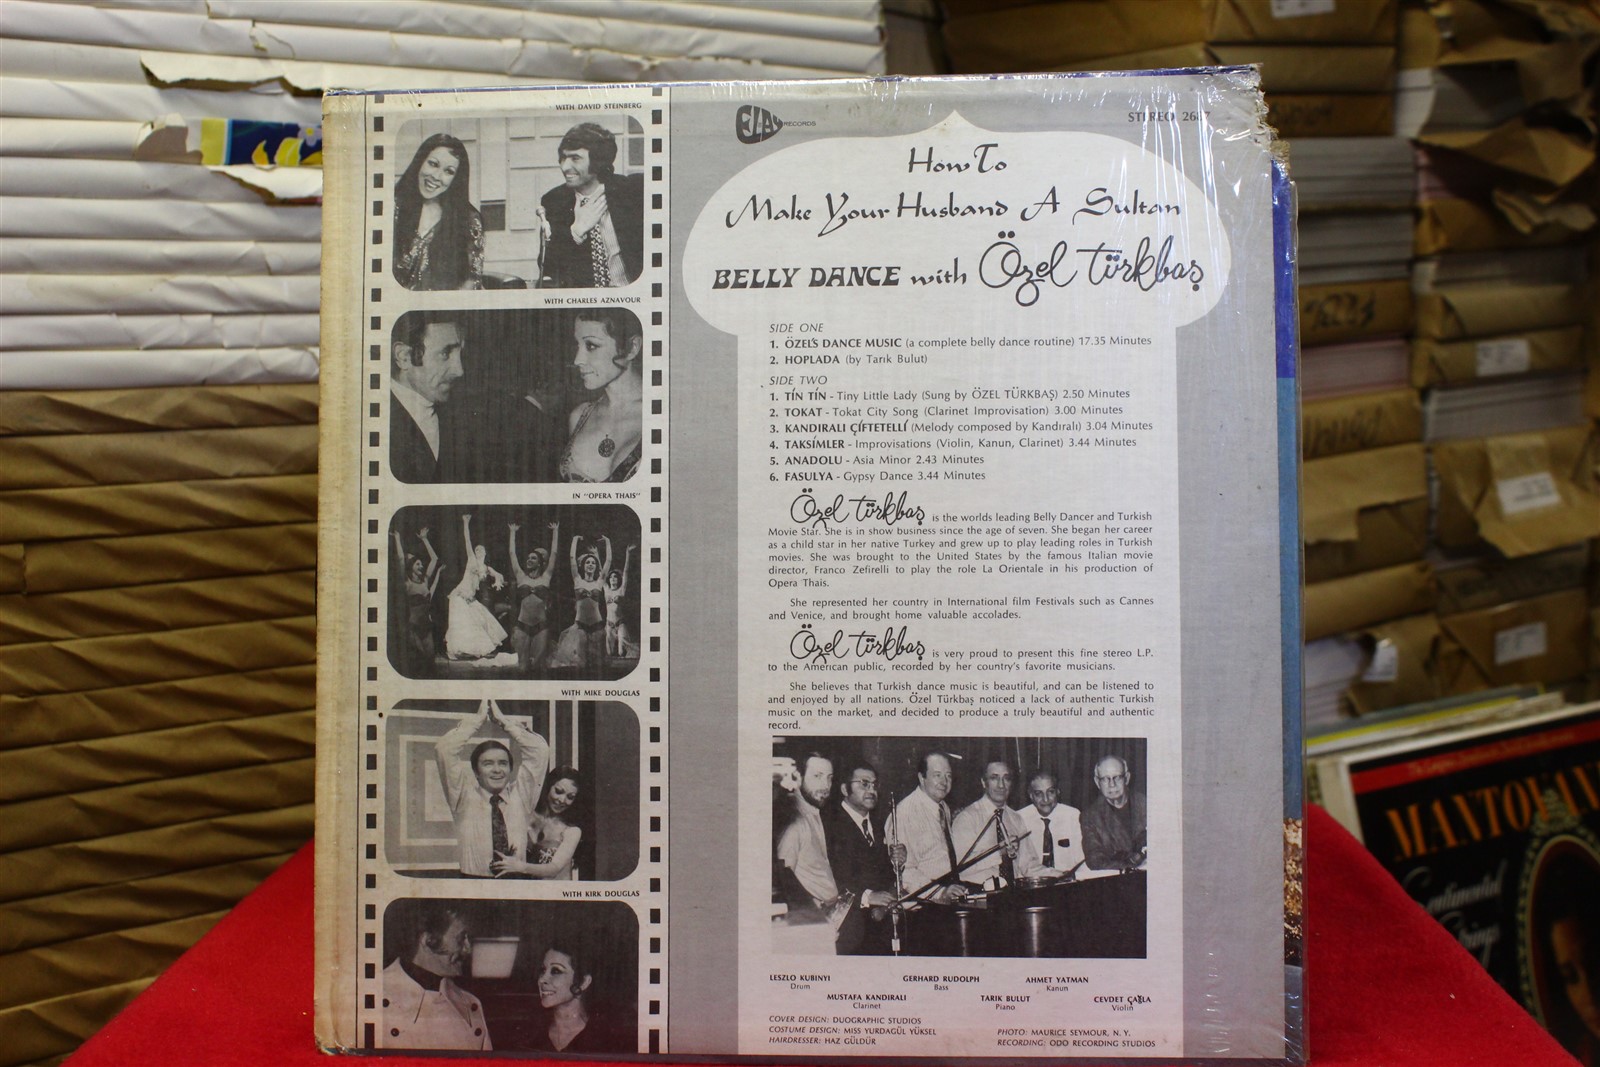 WITH DAVID STEINBERG
WITH CHARLES AZNAVOUR
IN "OPERA THAIS"
WITH MIKE DOUGLAS
WITH KIRK DOUGLAS
RECORDS
STEREO 2687
How To
Make Your Husband A Sultan
BELLY DANCE with Özel Türkbaş
SIDE ONE
1. ÖZEL'S DANCE MUSIC (a complete belly dance routine) 17.35 Minutes
2. HOPLADA (by Tarık Bulut)
SIDE TWO
1. TÍN TÍN - Tiny Little Lady (Sung by ÖZEL TÜRKBAŞ) 2.50 Minutes
2. TOKAT - Tokat City Song (Clarinet Improvisation) 3.00 Minutes
3. KANDIRALI ÇÍFTETELLÍ (Melody composed by Kandıralı) 3.04 Minutes
4. TAKSÍMLER - Improvisations (Violin, Kanun, Clarinet) 3.44 Minutes
5. ANADOLU - Asia Minor 2.43 Minutes
6. FASULYA - Gypsy Dance 3.44 Minutes
Özel Türkbaş is the worlds leading Belly Dancer and Turkish
Movie Star. She is in show business since the age of seven. She began her career
as a child star in her native Turkey and grew up to play leading roles in Turkish
movies. She was brought to the United States by the famous Italian movie
director, Franco Zefirelli to play the role La Orientale in his production of
Opera Thais.
She represented her country in International film Festivals such as Cannes
and Venice, and brought home valuable accolades.
Özel Türkbaş is very proud to present this fine stereo L.P.
to the American public, recorded by her country's favorite musicians.
She believes that Turkish dance music is beautiful, and can be listened to
and enjoyed by all nations. Özel Türkbaş noticed a lack of authentic Turkish
music on the market, and decided to produce a truly beautiful and authentic
record.
LESZLO KUBINYI
Drum
GERHARD RUDOLPH
Bass
AHMET YATMAN
Kanun
MUSTAFA KANDIRALI
Clarinet
TARIK BULUT
Piano
CEVDET ÇAĞLA
Violin
COVER DESIGN: DUOGRAPHIC STUDIOS
COSTUME DESIGN: MISS YURDAGÜL YÜKSEL
HAIRDRESSER: HAZ GÜLDÜR
PHOTO: MAURICE SEYMOUR, N. Y.
RECORDING: ODO RECORDING STUDIOS
MANTOVANI
Sentimental
Strings